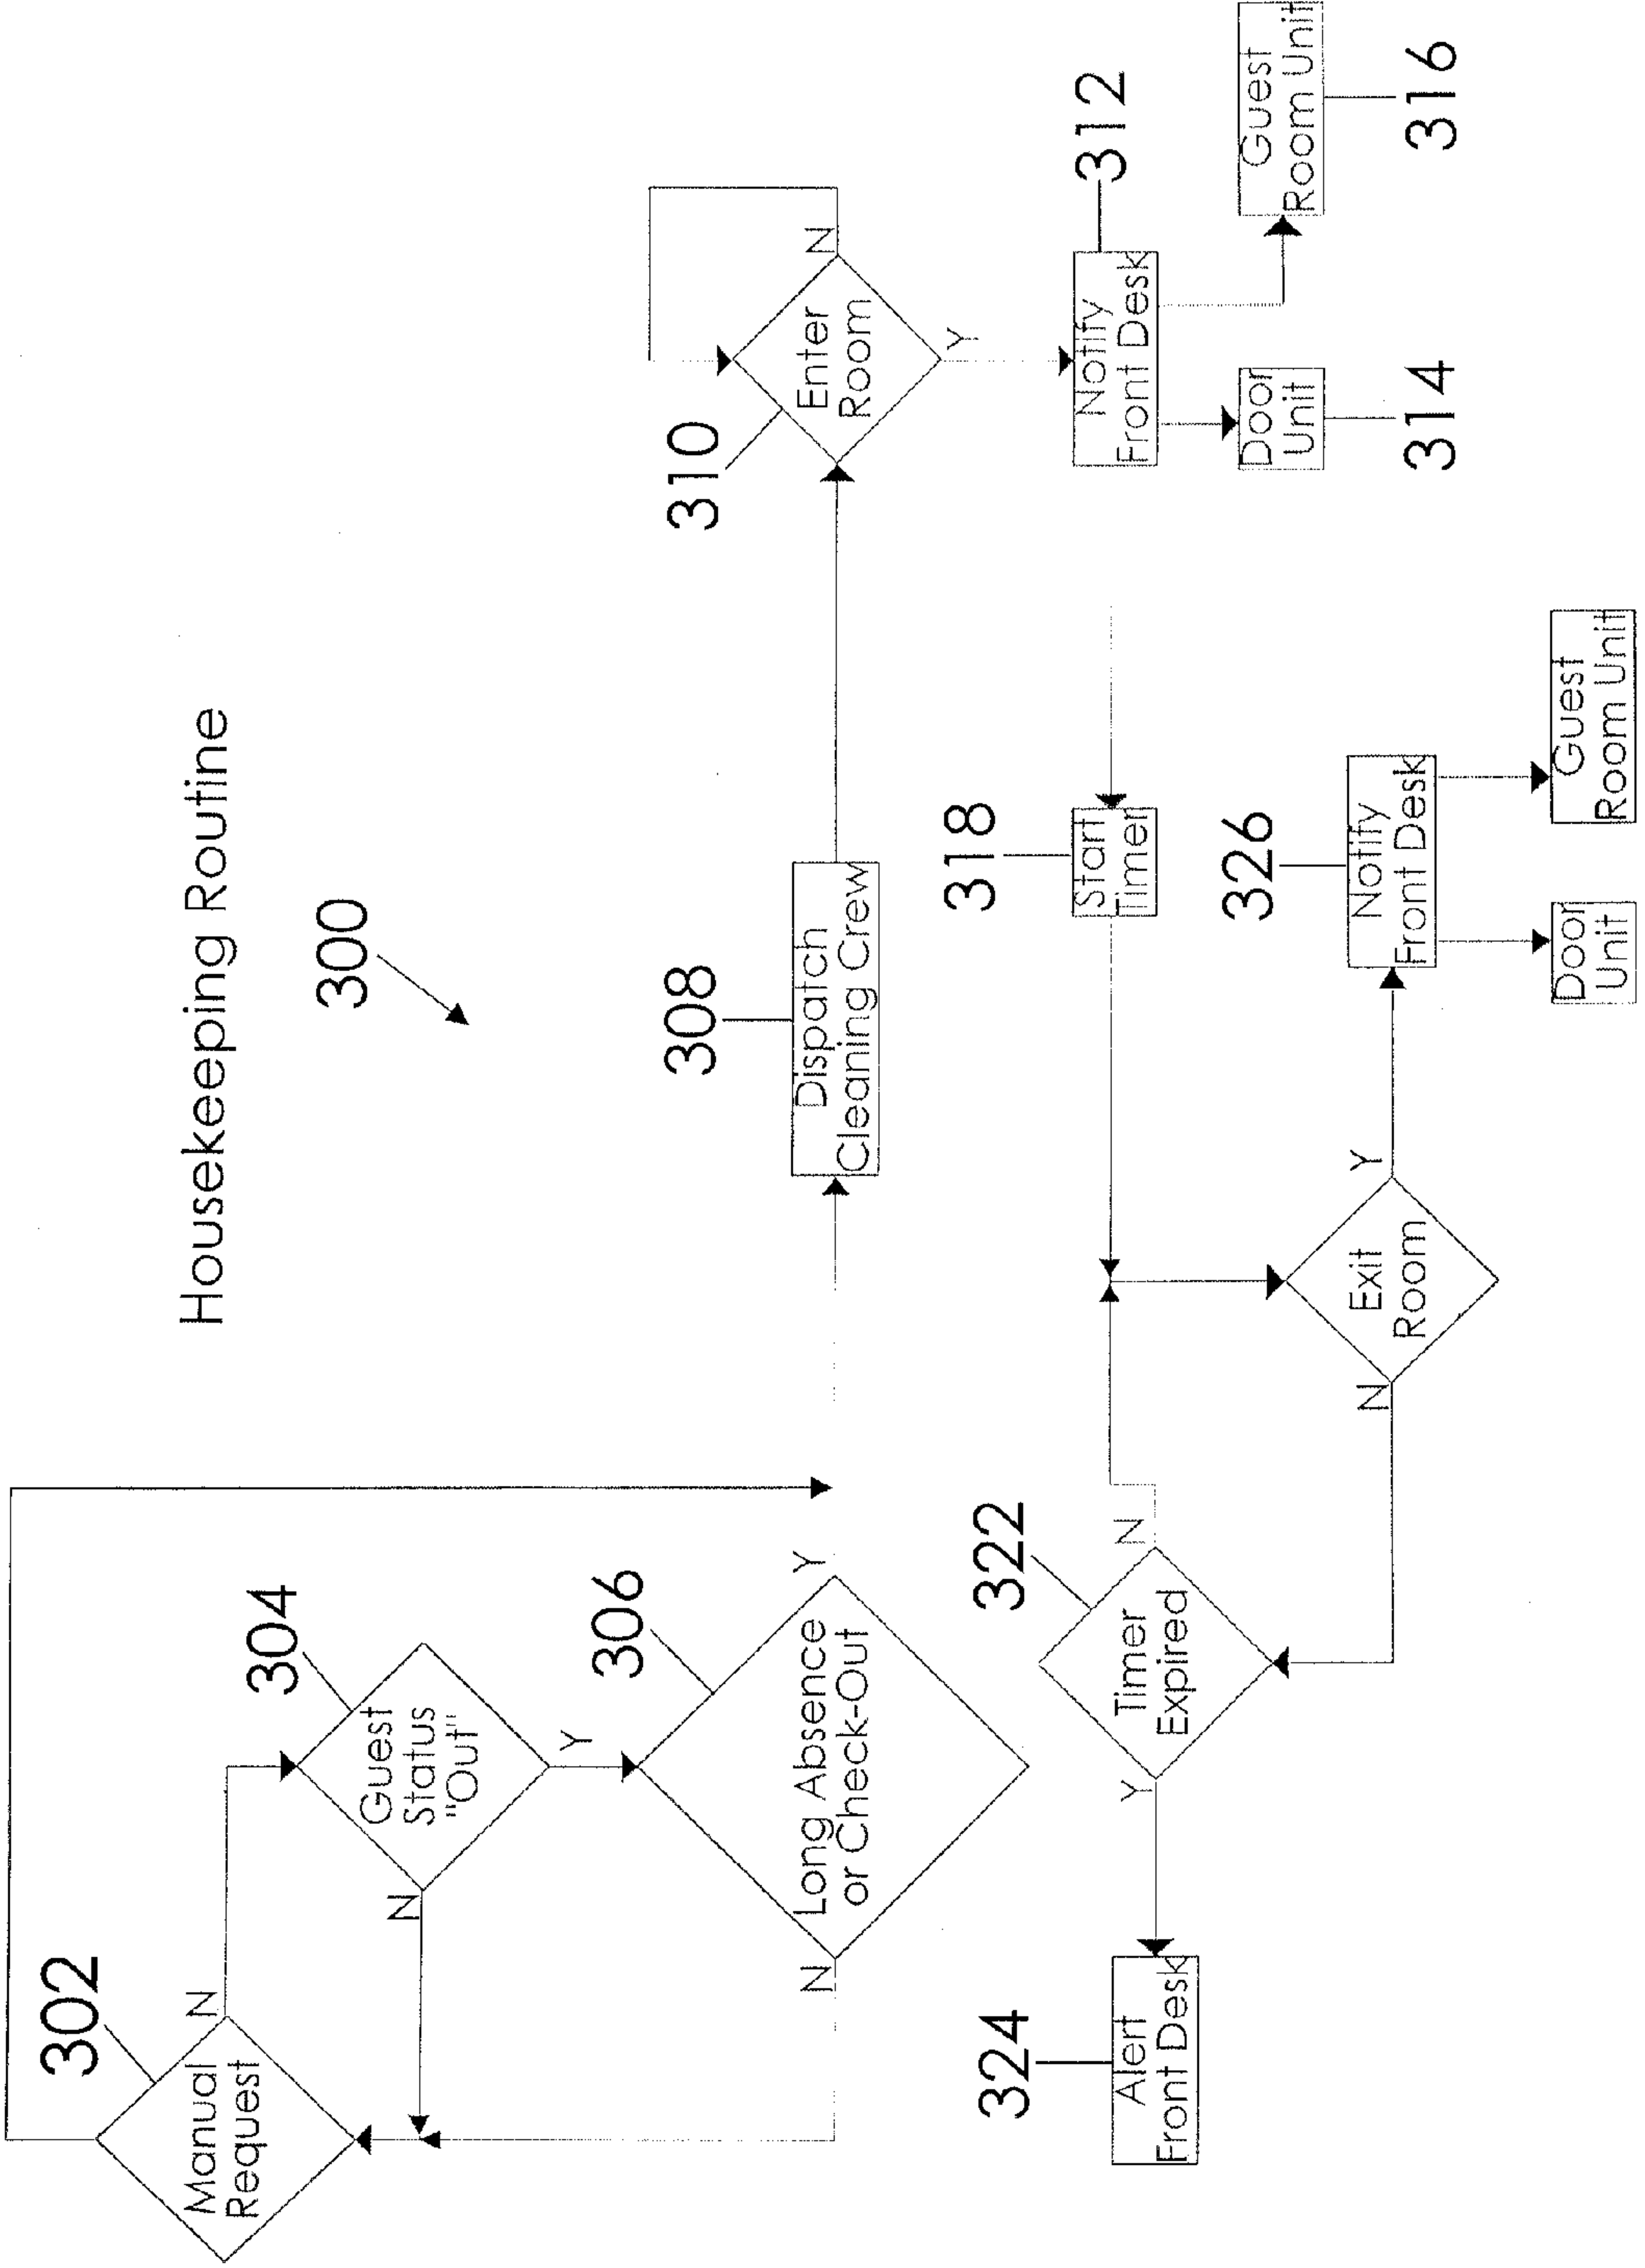 Housekeeping Routine
300
302
Manual
Request
N
304
Guest
Status
"Out"
N
Y
306
Long Absence
or Check-Out
N
Y
308
Dispatch
Cleaning Crew
310
Enter
Room
N
Y
312
Notify
Front Desk
Door
Unit
314
Guest
Room Unit
316
318
Start
Timer
Exit
Room
N
Y
322
Timer
Expired
N
Y
324
Alert
Front Desk
326
Notify
Front Desk
Door
Unit
Guest
Room Unit